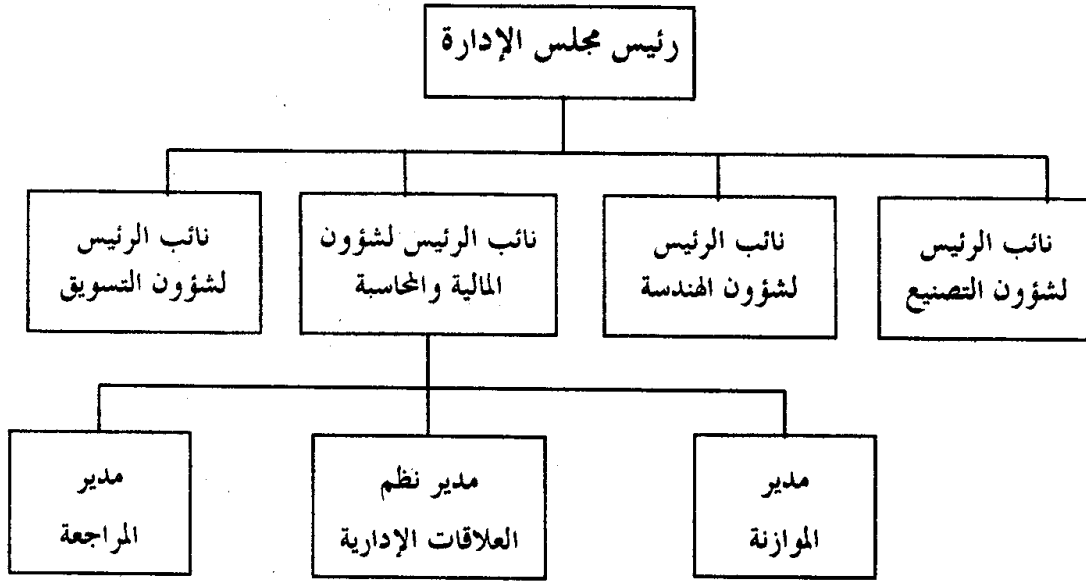 رئيس مجلس الإدارة
نائب الرئيس
لشؤون التصنيع
نائب الرئيس
لشؤون الهندسة
نائب الرئيس لشؤون
المالية والمحاسبة
نائب الرئيس
لشؤون التسويق
مدير
الموازنة
مدير نظم
العلاقات الإدارية
مدير
المراجعة